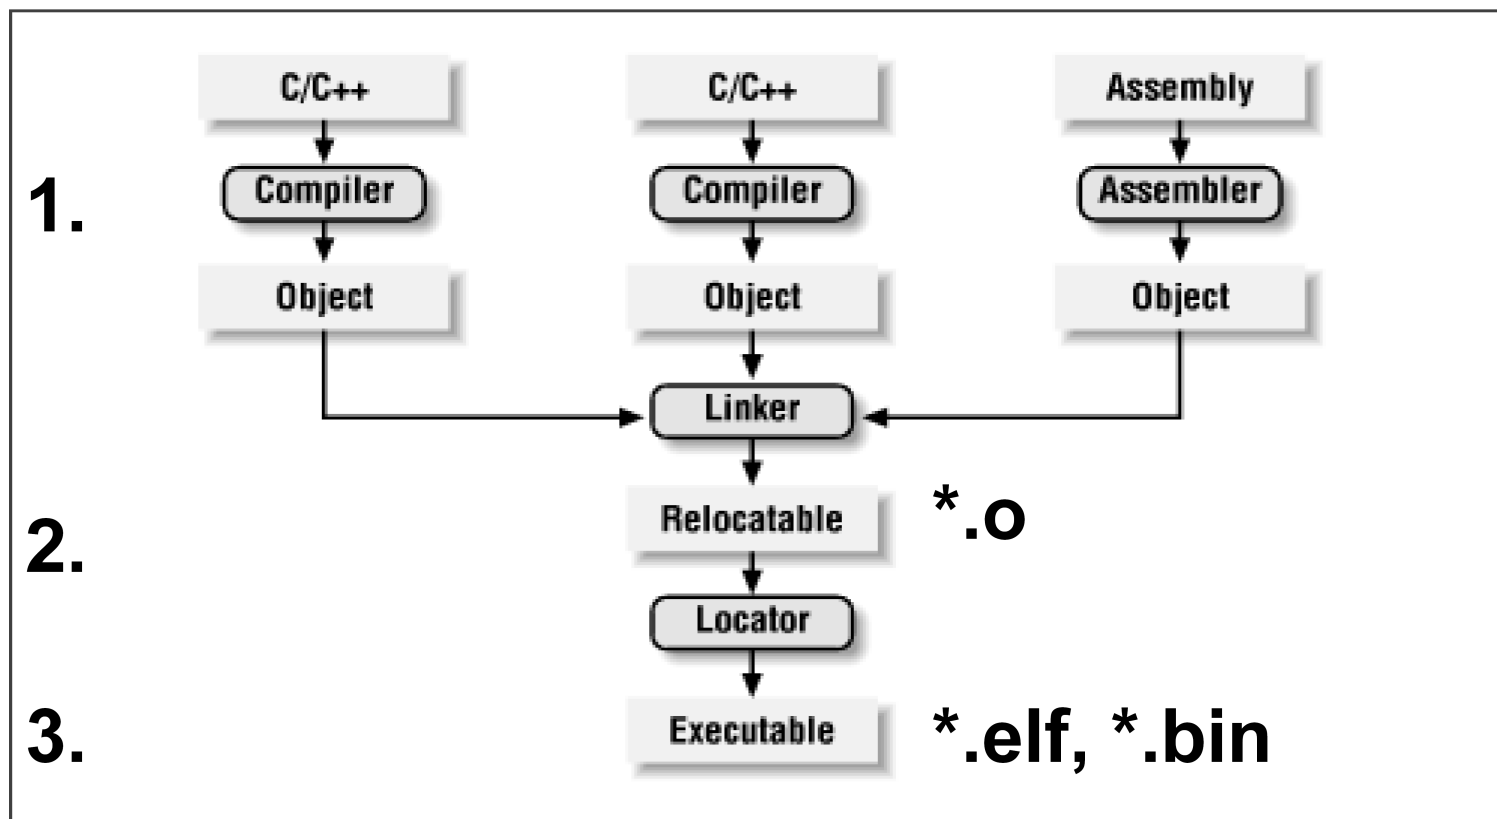 C/C++ C/C++ Assembly
1. Compiler Compiler Assembler
Object Object Object
Linker
2. Relocatable *.o
Locator
3. Executable *.elf, *.bin